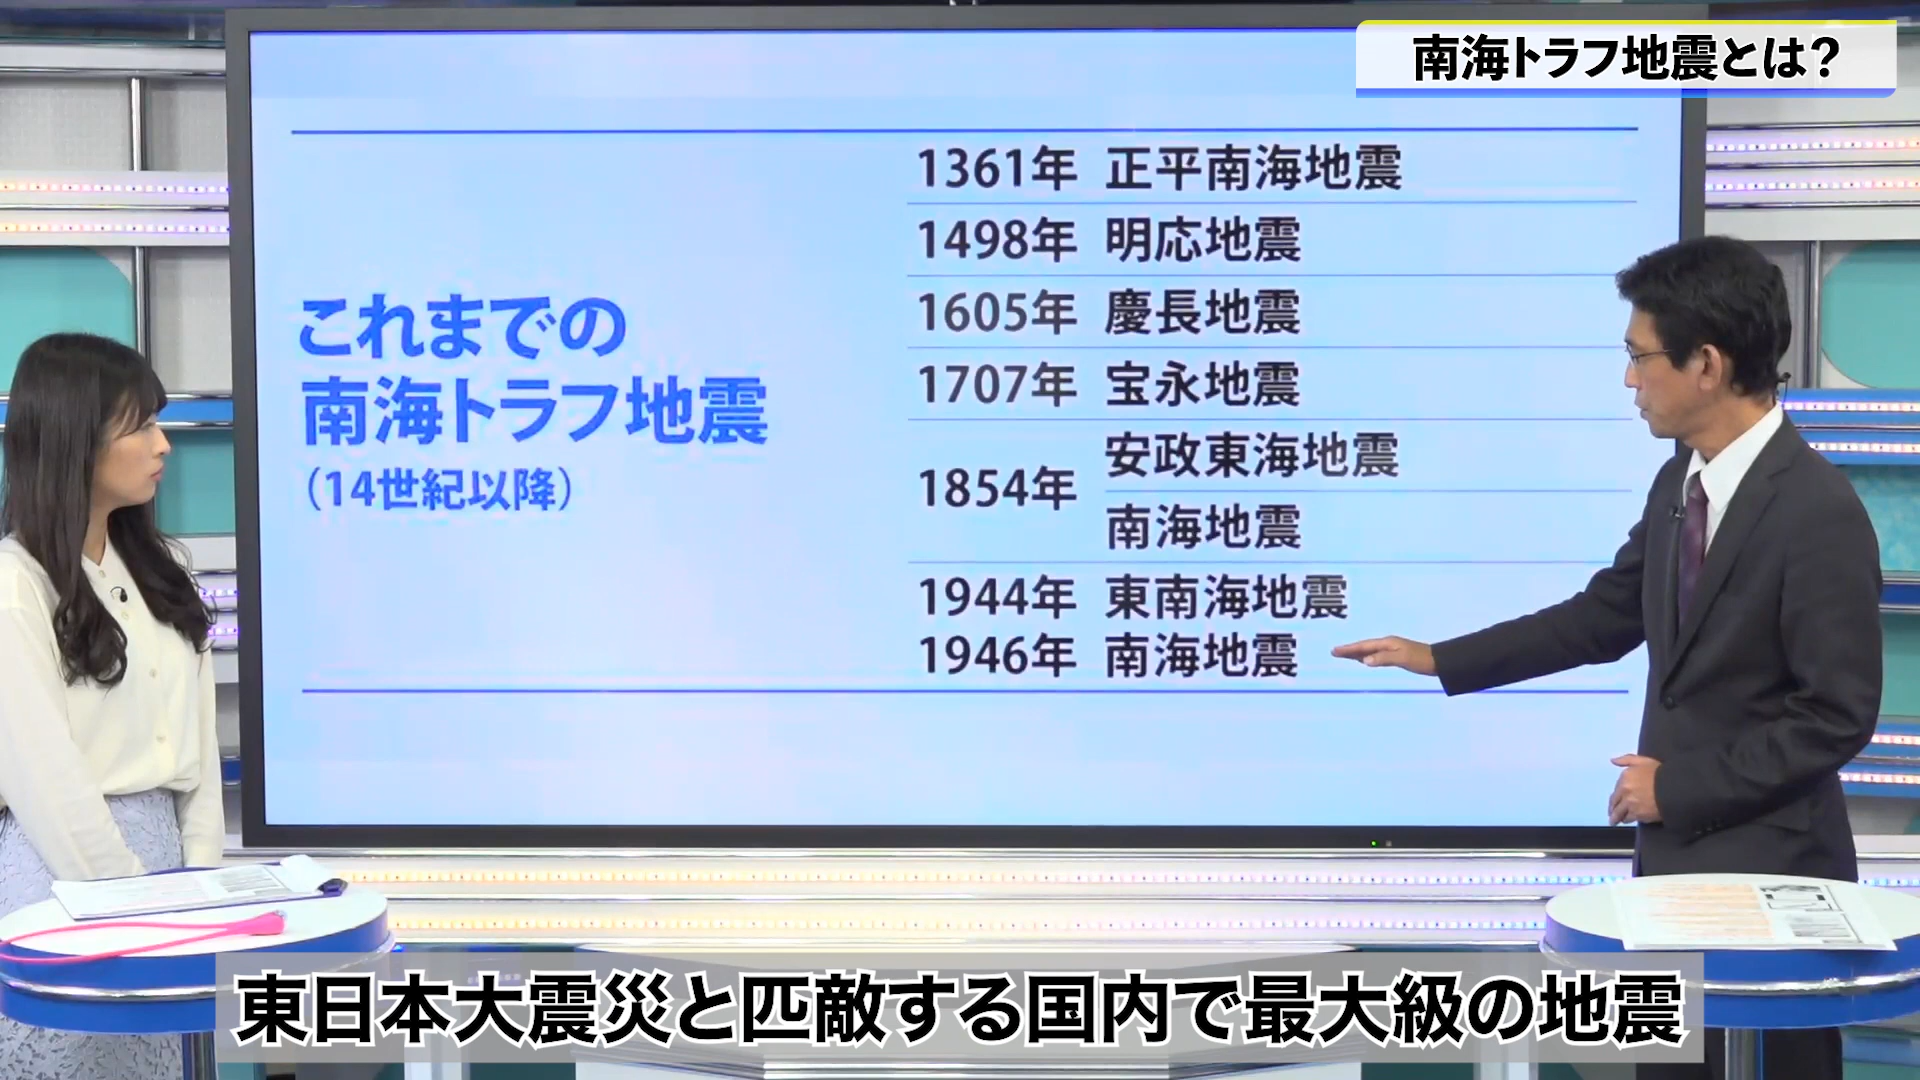 南海トラフ地震とは？
これまでの
南海トラフ地震
（14世紀以降）
1361年 正平南海地震
1498年 明応地震
1605年 慶長地震
1707年 宝永地震
1854年 安政東海地震
南海地震
1944年 東南海地震
1946年 南海地震
東日本大震災と匹敵する国内で最大級の地震